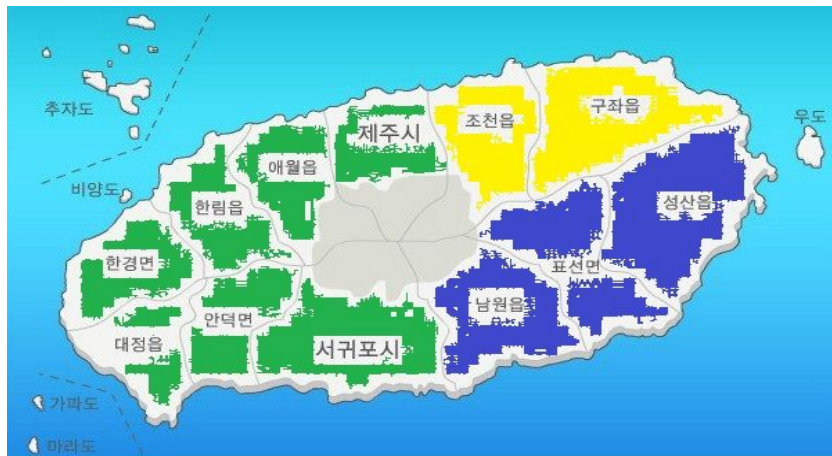 추자도
제주시
조천읍
구좌읍
우도
애월읍
비양도
한림읍
성산읍
한경면
표선면
남원읍
안덕면
대정읍
서귀포시
가파도
마라도